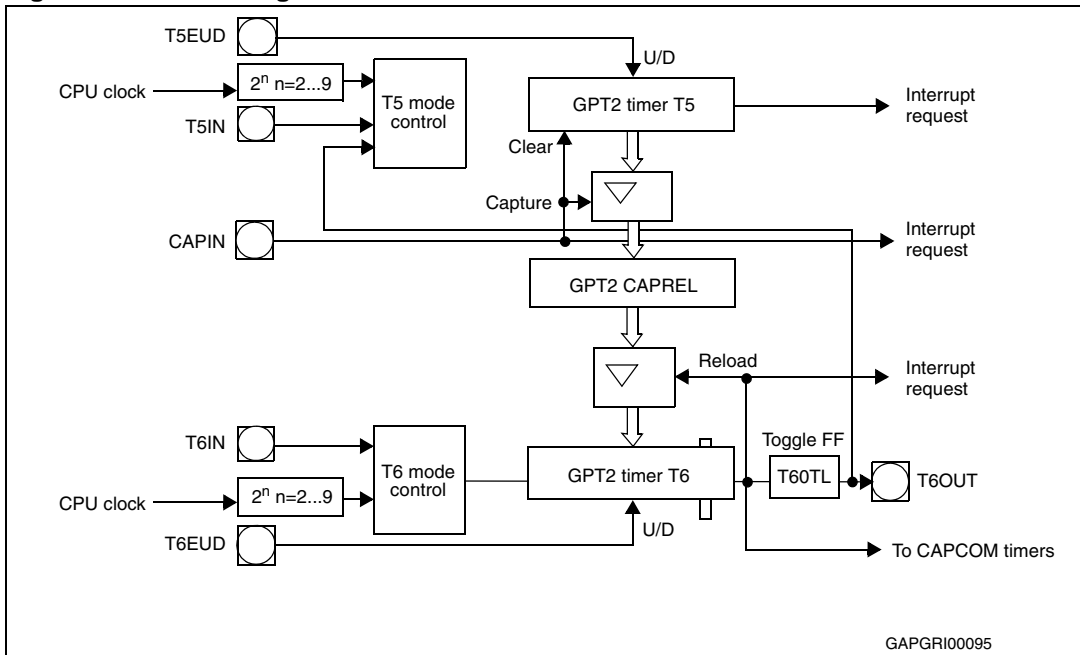 T5EUD
U/D
CPU clock
2ⁿ n=2...9
T5 mode
control
GPT2 timer T5
Interrupt
request
T5IN
Clear
Capture
CAPIN
Interrupt
request
GPT2 CAPREL
Reload
Interrupt
request
T6IN
T6 mode
control
GPT2 timer T6
Toggle FF
T60TL
T6OUT
CPU clock
2ⁿ n=2...9
T6EUD
U/D
To CAPCOM timers
GAPGRI00095